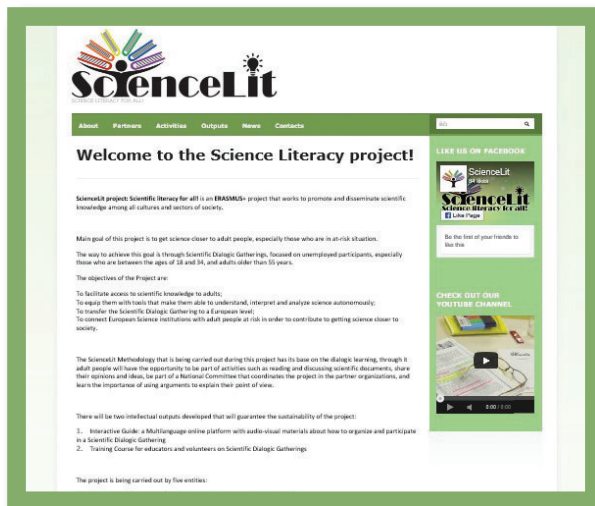 ScienceLit
SCIENCE LITERACY FOR ALL!
About Partners Activities Outputs News Contacts
Welcome to the Science Literacy project!
ScienceLit project: Scientific literacy for all! is an ERASMUS+ project that works to promote and disseminate scientific
knowledge among all cultures and sectors of society.
Main goal of this project is to get science closer to adult people, especially those who are in at-risk situation.
The way to achieve this goal is through Scientific Dialogic Gatherings, focused on unemployed participants, especially
those who are between the ages of 18 and 34, and adults older than 55 years.
The objectives of the Project are:
To facilitate access to scientific knowledge to adults;
To equip them with tools that make them able to understand, interpret and analyze science autonomously;
To transfer the Scientific Dialogic Gathering to a European level;
To connect European Science institutions with adult people at risk in order to contribute to getting science closer to
society.
The ScienceLit Methodology that is being carried out during this project has its base on the dialogic learning, through it
adult people will have the opportunity to be part of activities such as reading and discussing scientific documents, share
their opinions and ideas, be part of a National Committee that coordinates the project in the partner organizations, and
learn the importance of using arguments to explain their point of view.
There will be two intellectual outputs developed that will guarantee the sustainability of the project:
1. Interactive Guide: a Multilanguage online platform with audio-visual materials about how to organize and participate
in a Scientific Dialogic Gathering
2. Training Course for educators and volunteers on Scientific Dialogic Gatherings
The project is being carried out by five entities:
LIKE US ON FACEBOOK
ScienceLit
likes
ScienceLit
Science literacy for all!
Like Page
Be the first of your friends to
like this
CHECK OUT OUR
YOUTUBE CHANNEL
0:00 / 0:00